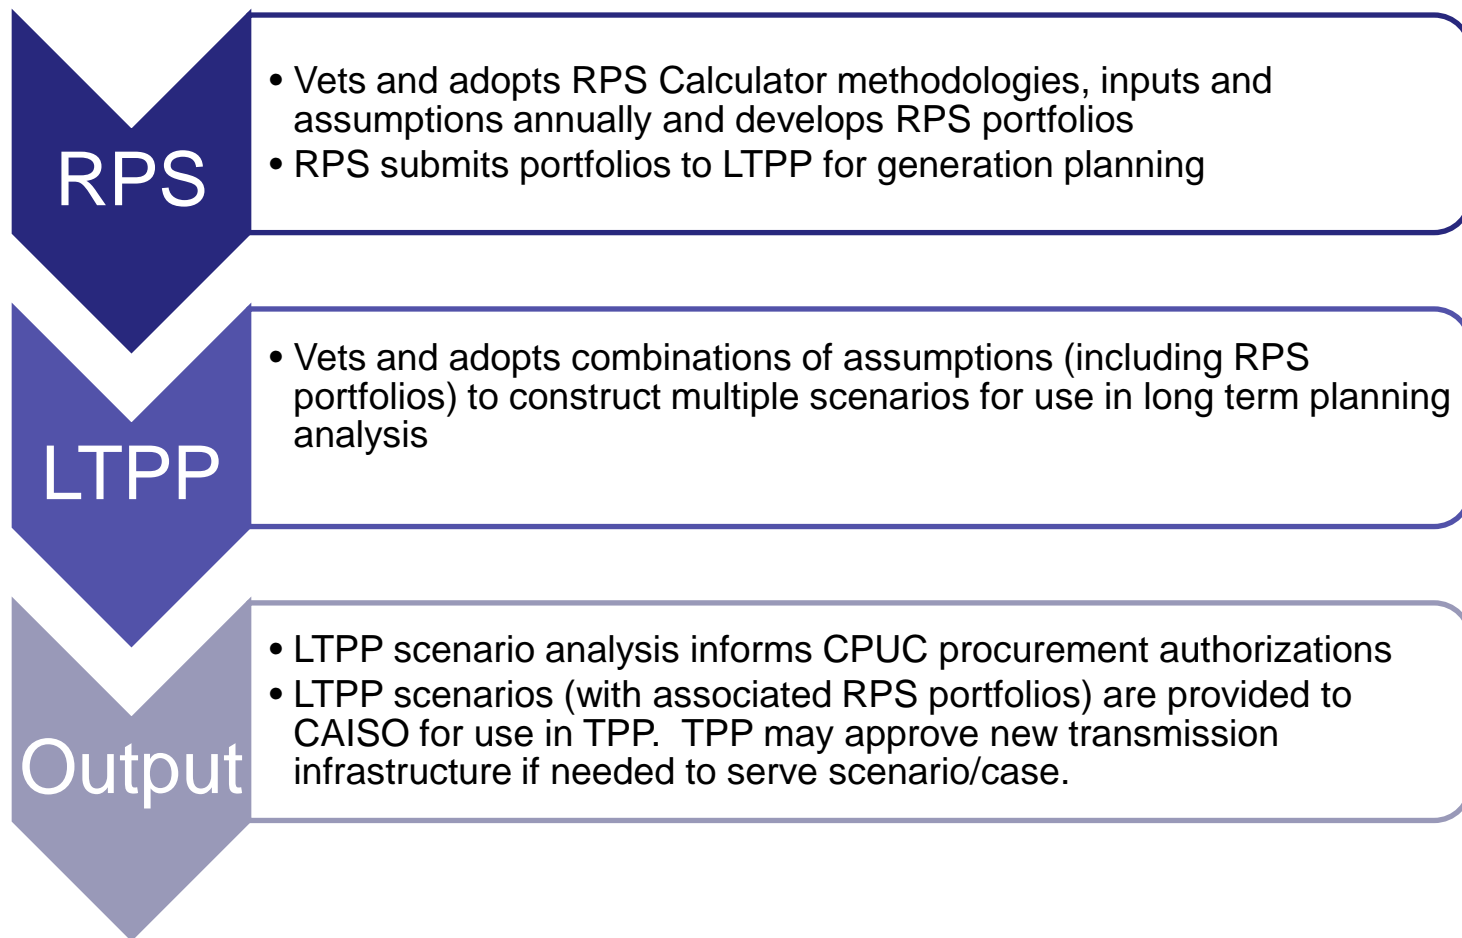 RPS
• Vets and adopts RPS Calculator methodologies, inputs and
assumptions annually and develops RPS portfolios
• RPS submits portfolios to LTPP for generation planning
LTPP
• Vets and adopts combinations of assumptions (including RPS
portfolios) to construct multiple scenarios for use in long term planning
analysis
Output
• LTPP scenario analysis informs CPUC procurement authorizations
• LTPP scenarios (with associated RPS portfolios) are provided to
CAISO for use in TPP.  TPP may approve new transmission
infrastructure if needed to serve scenario/case.